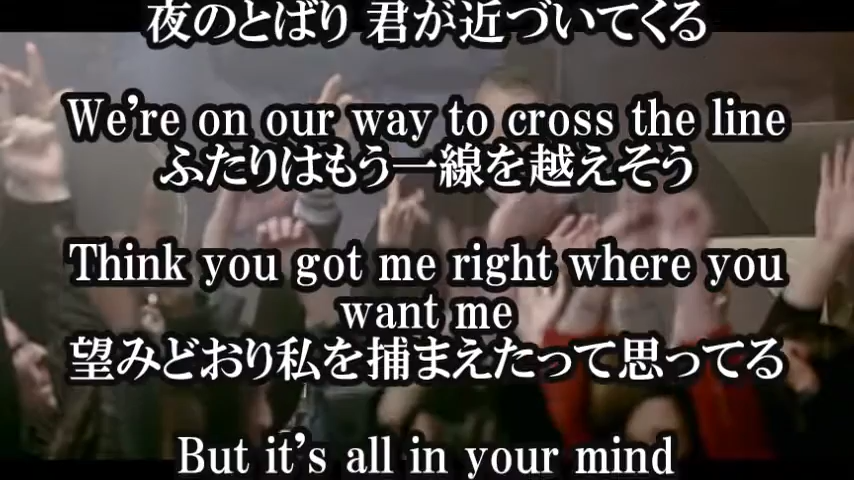 夜のとばり 君が近づいてくる
We're on our way to cross the line
ふたりはもう一線を越えそう
Think you got me right where you
want me
望みどおり私を捕まえたって思ってる
But it's all in your mind